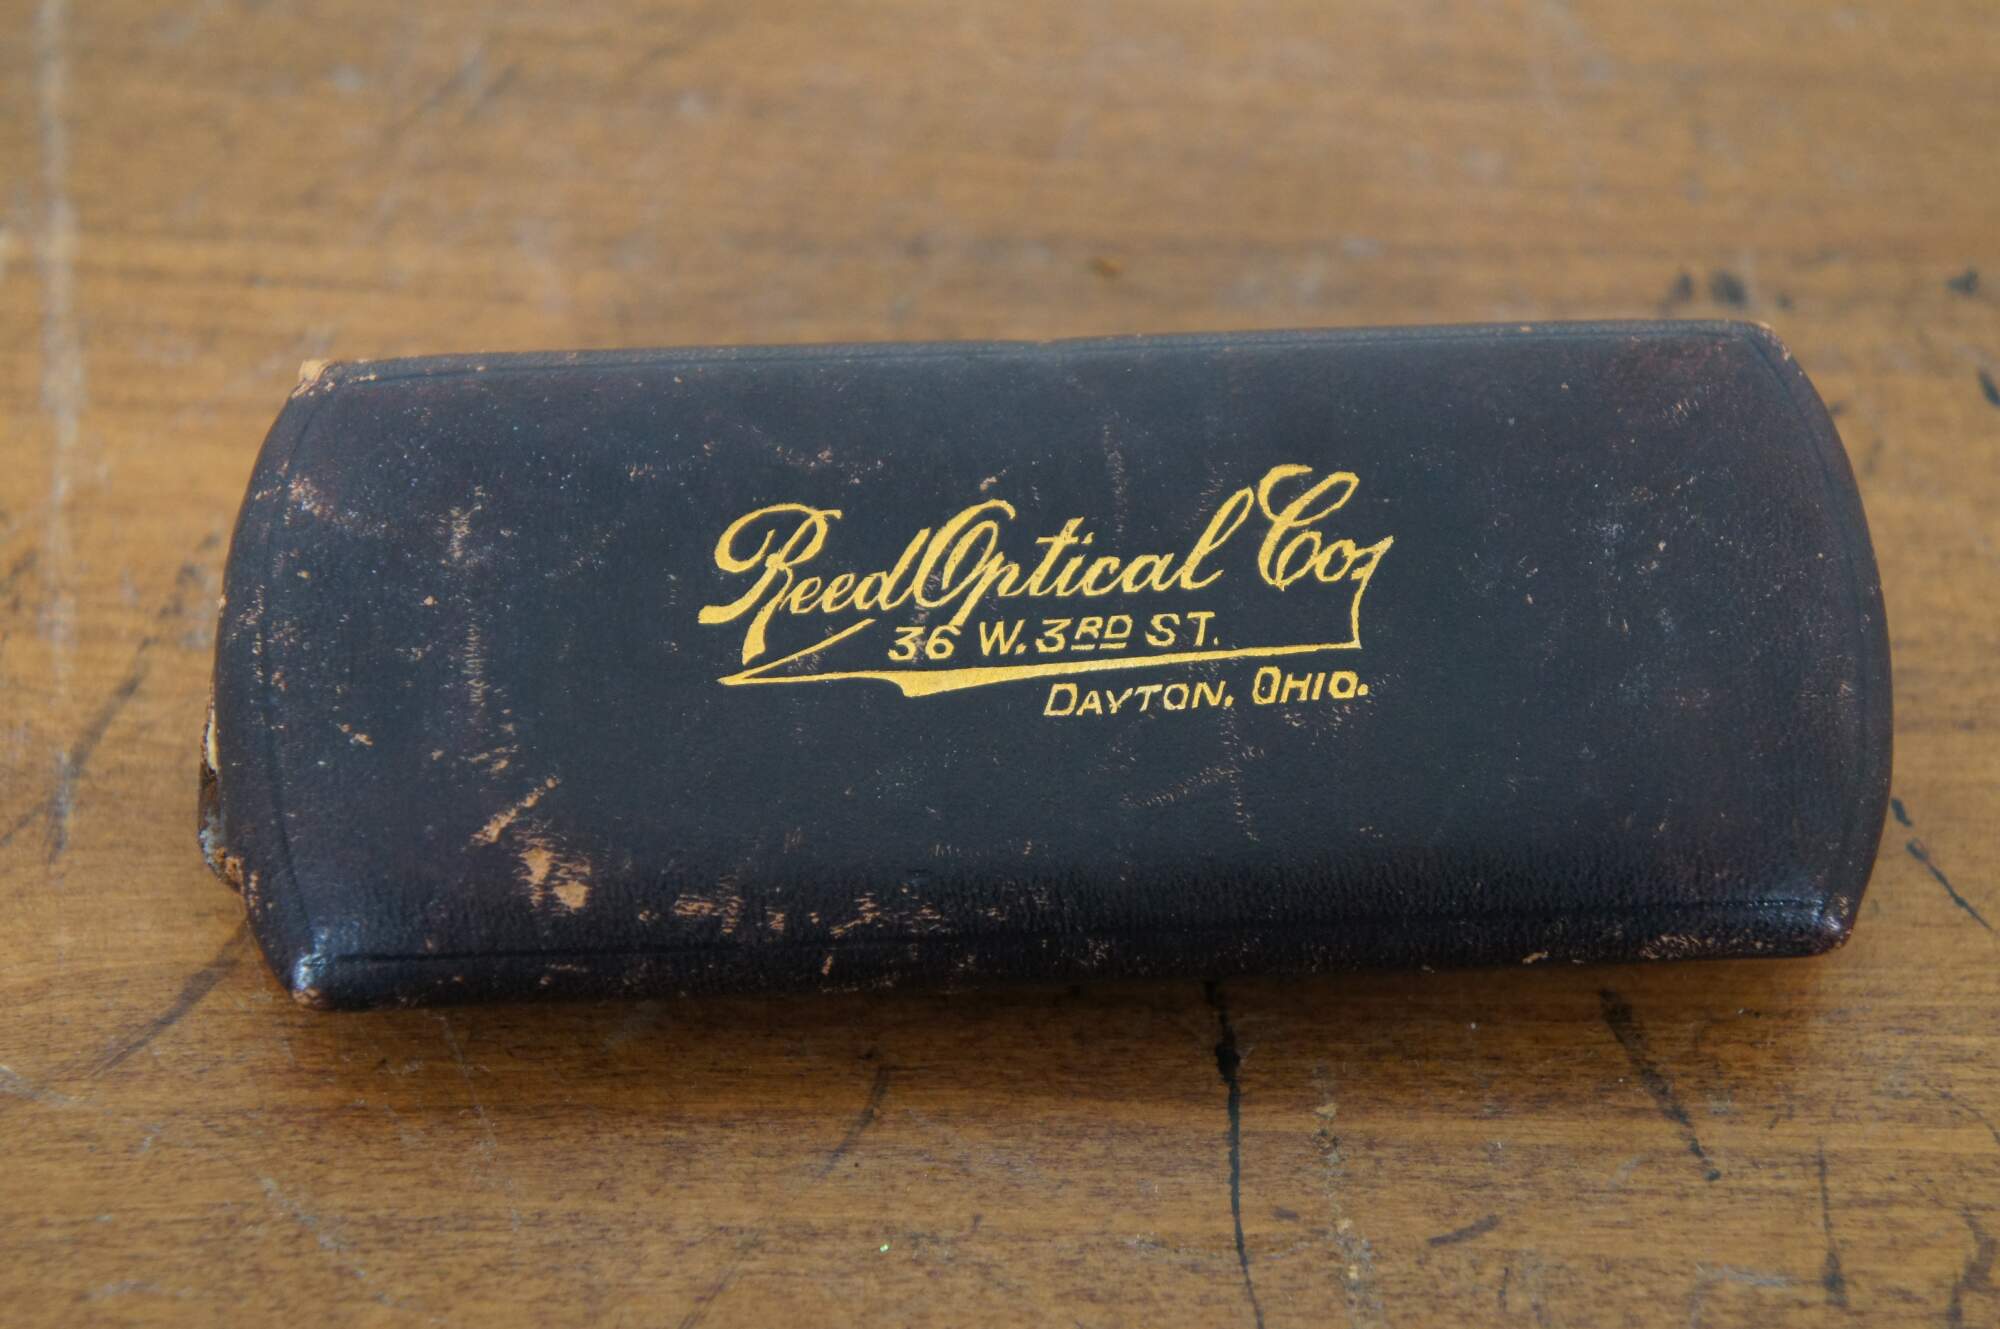 Reed Optical Co.
36 W. 3RD ST.
DAYTON, OHIO.